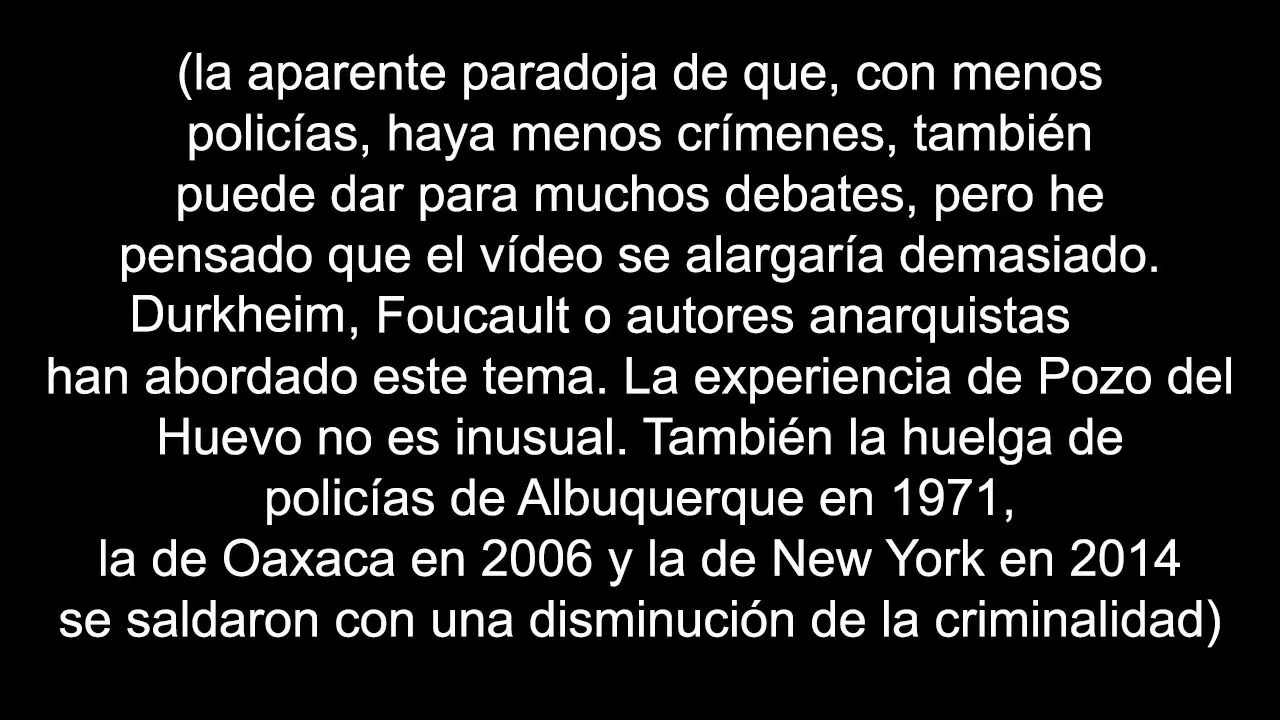 (la aparente paradoja de que, con menos
policías, haya menos crímenes, también
puede dar para muchos debates, pero he
pensado que el vídeo se alargaría demasiado.
Durkheim, Foucault o autores anarquistas
han abordado este tema. La experiencia de Pozo del
Huevo no es inusual. También la huelga de
policías de Albuquerque en 1971,
la de Oaxaca en 2006 y la de New York en 2014
se saldaron con una disminución de la criminalidad)